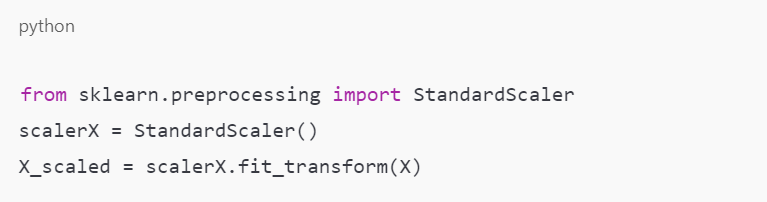 python
from sklearn.preprocessing import StandardScaler
scalerX = StandardScaler()
X_scaled = scalerX.fit_transform(X)